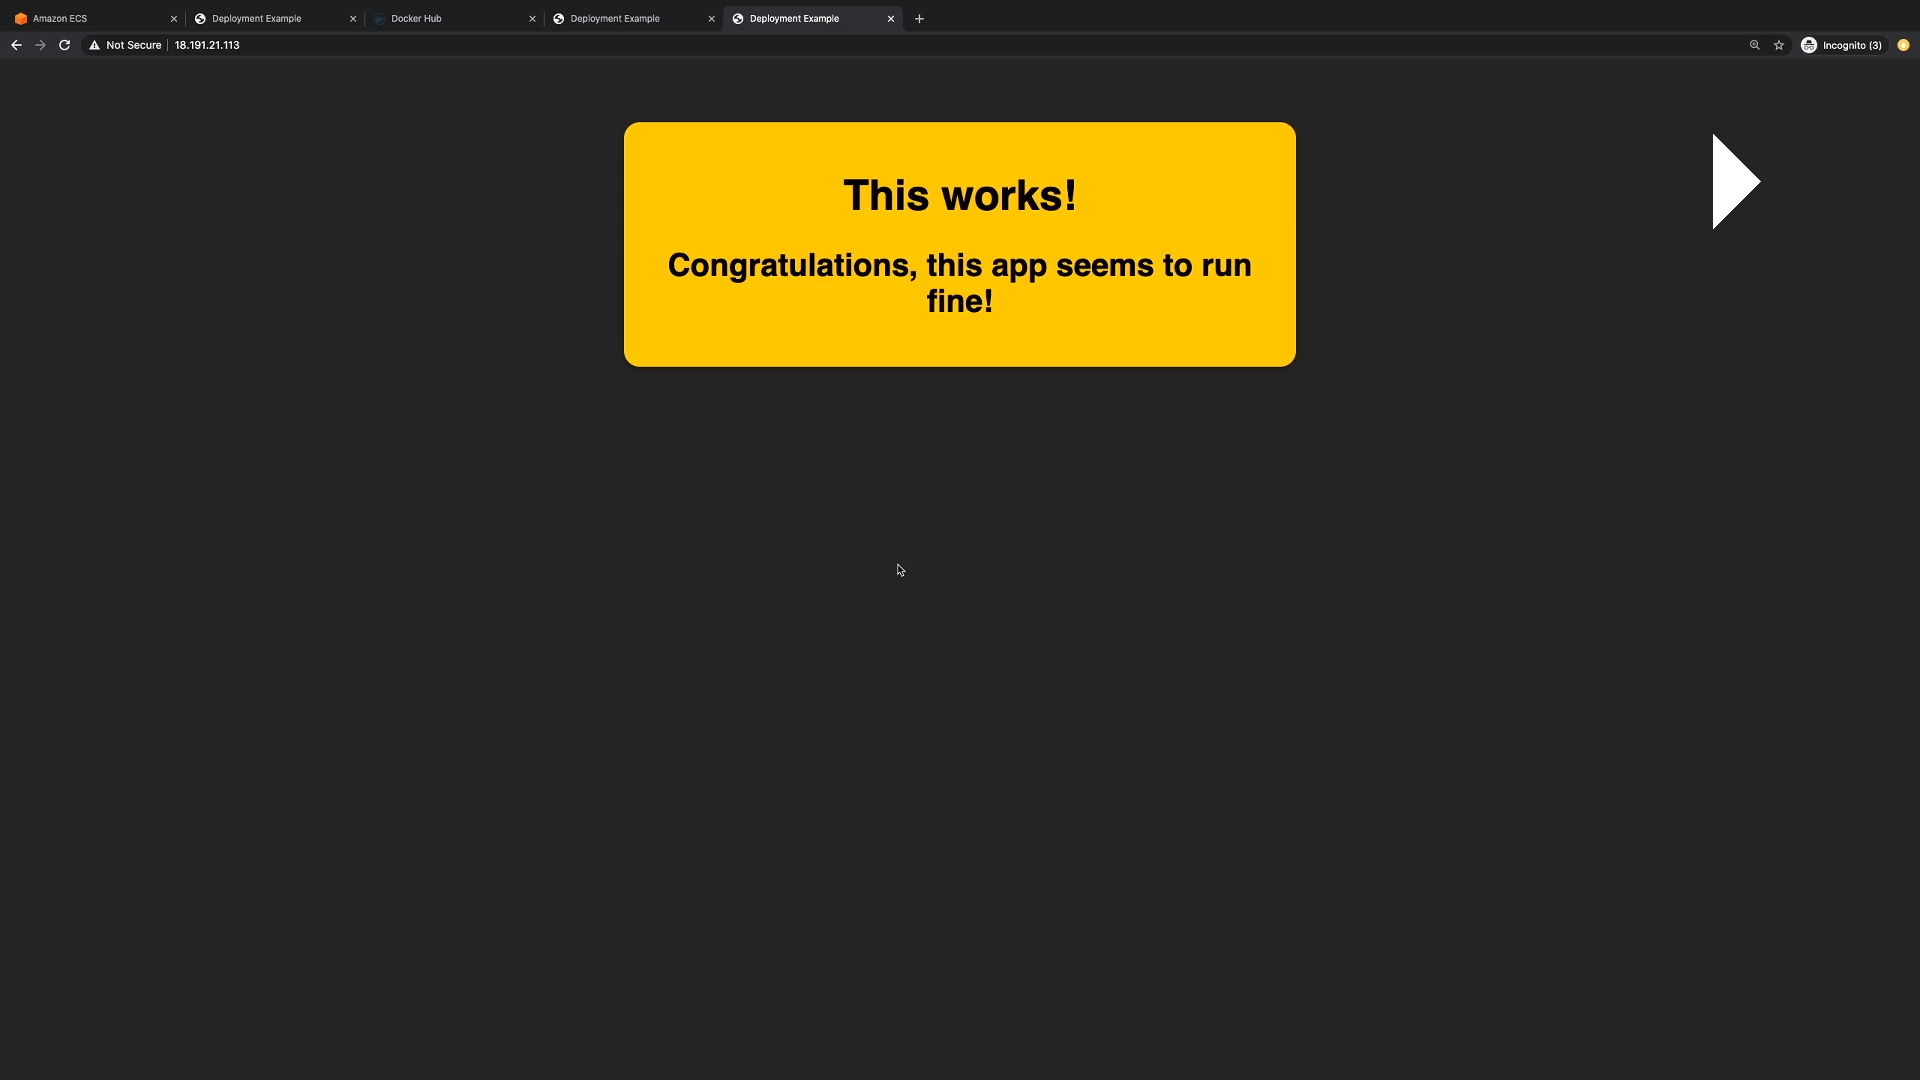 Amazon ECS
Deployment Example
Docker Hub
Deployment Example
Deployment Example
Not Secure
18.191.21.113
Incognito (3)
This works!
Congratulations, this app seems to run
fine!